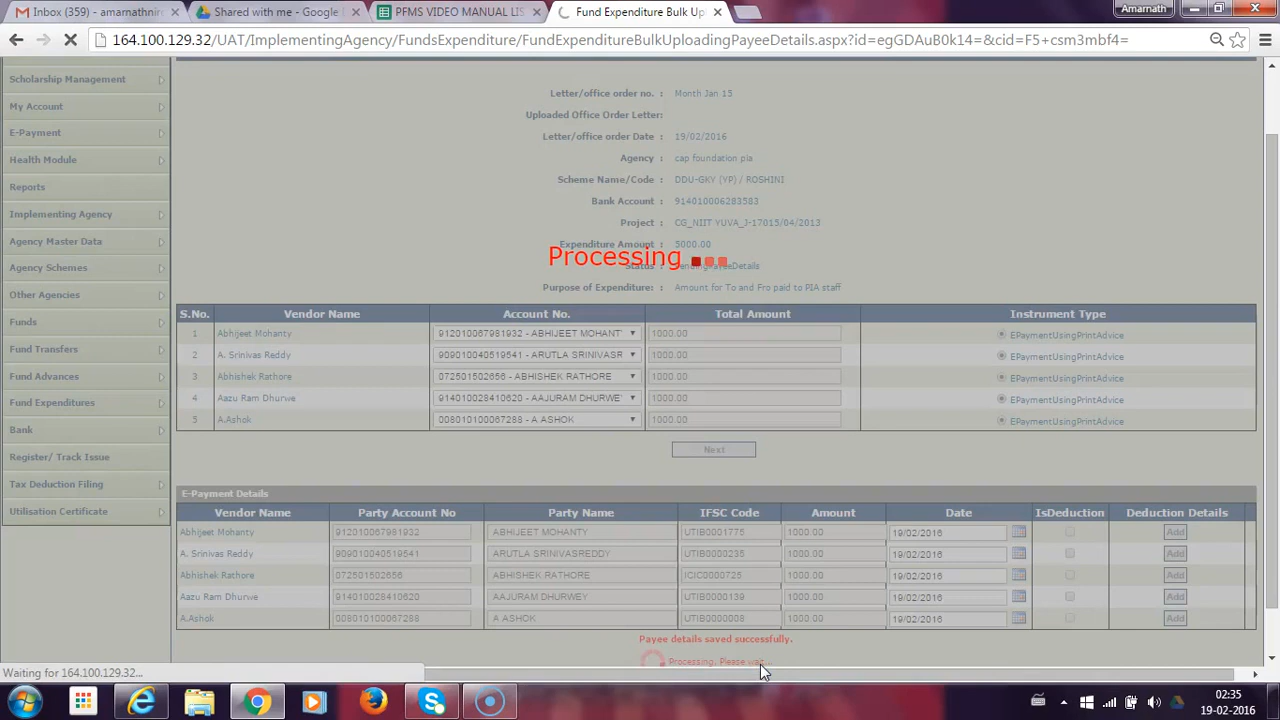 Inbox (359) - amarathnir
Shared with me - Google
PFMS VIDEO MANUAL LIS
Fund Expenditure Bulk Up
Amarnath
164.100.129.32/UAT/ImplementingAgency/FundsExpenditure/FundExpenditureBulkUploadingPayeeDetails.aspx?id=egGDAuB0k14=&cid=F5+csm3mbf4=
Scholarship Management
My Account
E-Payment
Health Module
Reports
Implementing Agency
Agency Master Data
Agency Schemes
Other Agencies
Funds
Fund Transfers
Fund Advances
Fund Expenditures
Bank
Register/ Track Issue
Tax Deduction Filing
Utilisation Certificate
Letter/office order no. : Month Jan 15
Uploaded Office Order Letter:
Letter/office order Date : 19/02/2016
Agency : cap foundation pia
Scheme Name/Code : DDU-GKY (YP) / ROSHINI
Bank Account : 914010006283583
Project : CG_NIIT YUVA_J-17015/04/2013
Expenditure Amount : 5000.00
Processing
Status : PendingPayeeDetails
Purpose of Expenditure: Amount for To and Fro paid to PIA staff
S.No. Vendor Name Account No. Total Amount Instrument Type
1 Abhijeet Mohanty 912010067981932 - ABHIJEET MOHANT 1000.00 EPaymentUsingPrintAdvice
2 A. Srinivas Reddy 909010040519541 - ARUTLA SRINIVASR 1000.00 EPaymentUsingPrintAdvice
3 Abhishek Rathore 072501502656 - ABHISHEK RATHORE 1000.00 EPaymentUsingPrintAdvice
4 Aazu Ram Dhurwe 914010028410620 - AAJURAM DHURWE 1000.00 EPaymentUsingPrintAdvice
5 A.Ashok 008010100067288 - A ASHOK 1000.00 EPaymentUsingPrintAdvice
Next
E-Payment Details
Vendor Name Party Account No Party Name IFSC Code Amount Date IsDeduction Deduction Details
Abhijeet Mohanty 912010067981932 ABHIJEET MOHANTY UTIB0001775 1000.00 19/02/2016 Add
A. Srinivas Reddy 909010040519541 ARUTLA SRINIVASREDDY UTIB0000235 1000.00 19/02/2016 Add
Abhishek Rathore 072501502656 ABHISHEK RATHORE ICIC0000725 1000.00 19/02/2016 Add
Aazu Ram Dhurwe 914010028410620 AAJURAM DHURWEY UTIB0000139 1000.00 19/02/2016 Add
A.Ashok 008010100067288 A ASHOK UTIB0000008 1000.00 19/02/2016 Add
Payee details saved successfully.
Processing, Please wait...
Waiting for 164.100.129.32...
02:35
19-02-2016